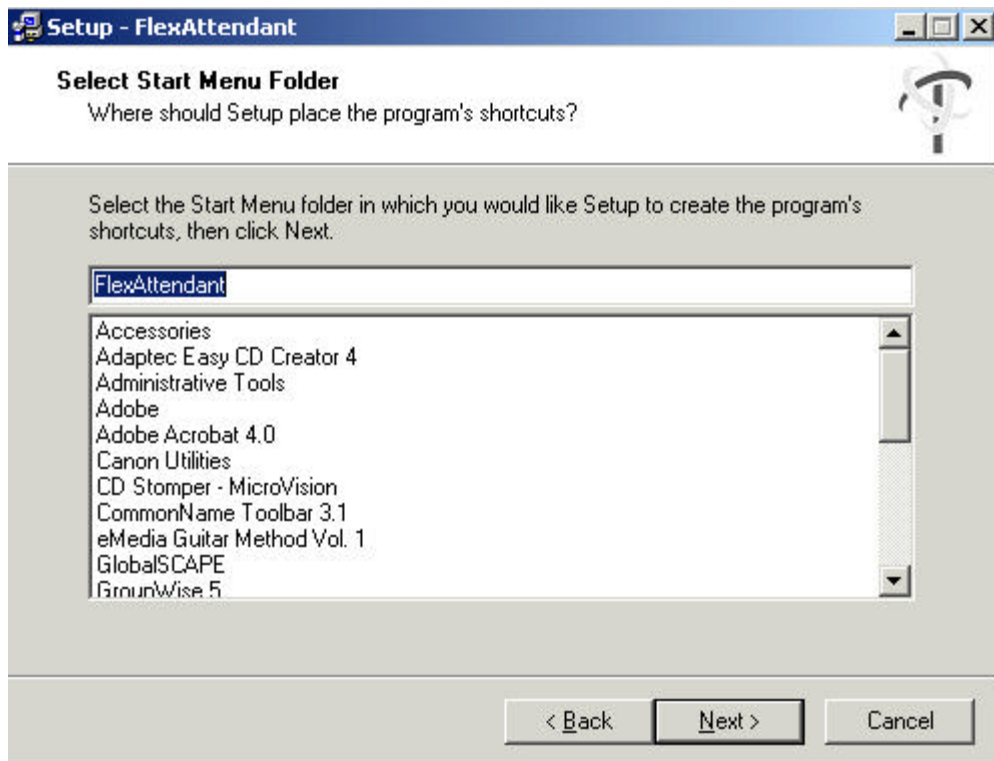 Setup - FlexAttendant
Select Start Menu Folder
Where should Setup place the program's shortcuts?
Select the Start Menu folder in which you would like Setup to create the program's
shortcuts, then click Next.
FlexAttendant
Accessories
Adaptec Easy CD Creator 4
Administrative Tools
Adobe
Adobe Acrobat 4.0
Canon Utilities
CD Stomper - MicroVision
CommonName Toolbar 3.1
eMedia Guitar Method Vol. 1
GlobalSCAPE
GroupWise 5
< Back
Next >
Cancel